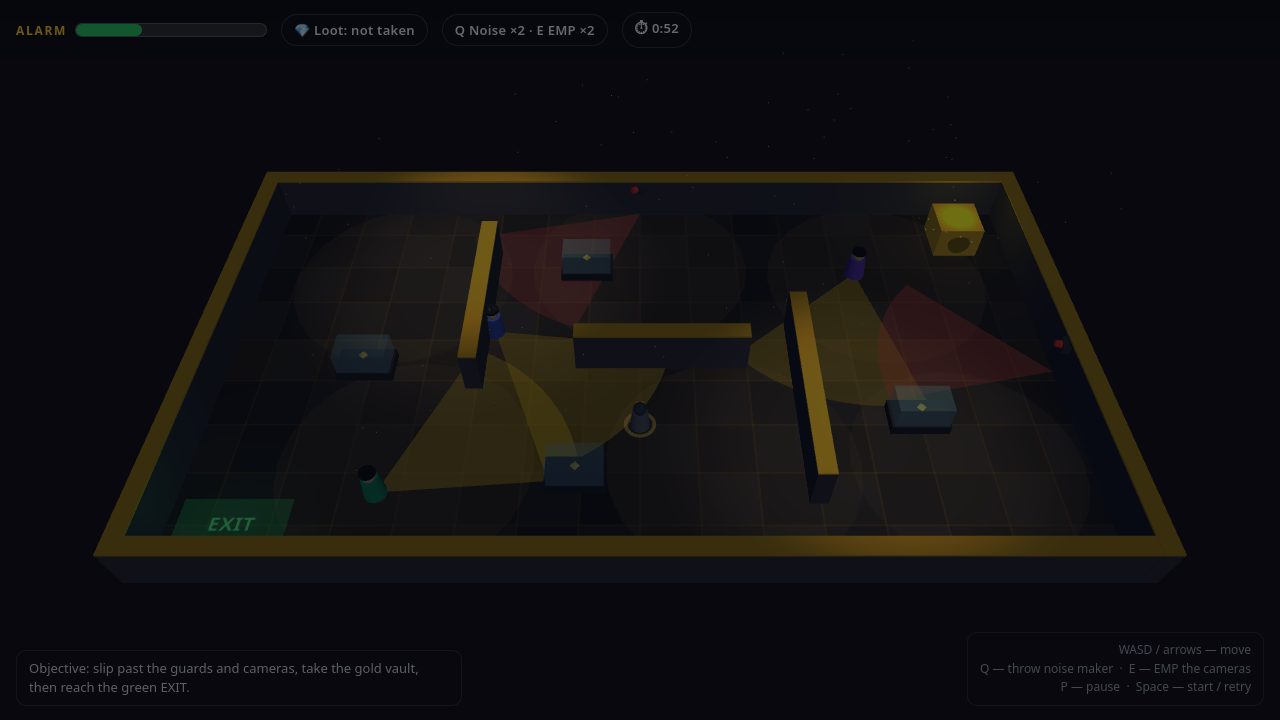 ALARM
💎 Loot: not taken
Q Noise ×2 · E EMP ×2
⏱ 0:52
EXIT
Objective: slip past the guards and cameras, take the gold vault,
then reach the green EXIT.
WASD / arrows — move
Q — throw noise maker · E — EMP the cameras
P — pause · Space — start / retry